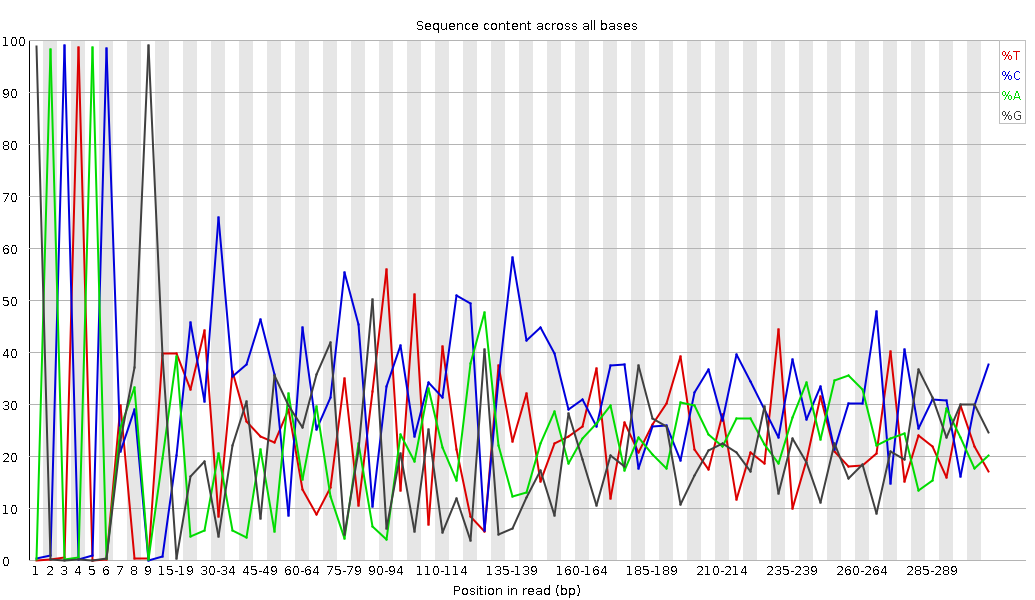 Sequence content across all bases
100
90
80
70
60
50
40
30
20
10
0
%T
%C
%A
%G
1 2 3 4 5 6 7 8 9 15-19 30-34 45-49 60-64 75-79 90-94 110-114 135-139 160-164 185-189 210-214 235-239 260-264 285-289
Position in read (bp)